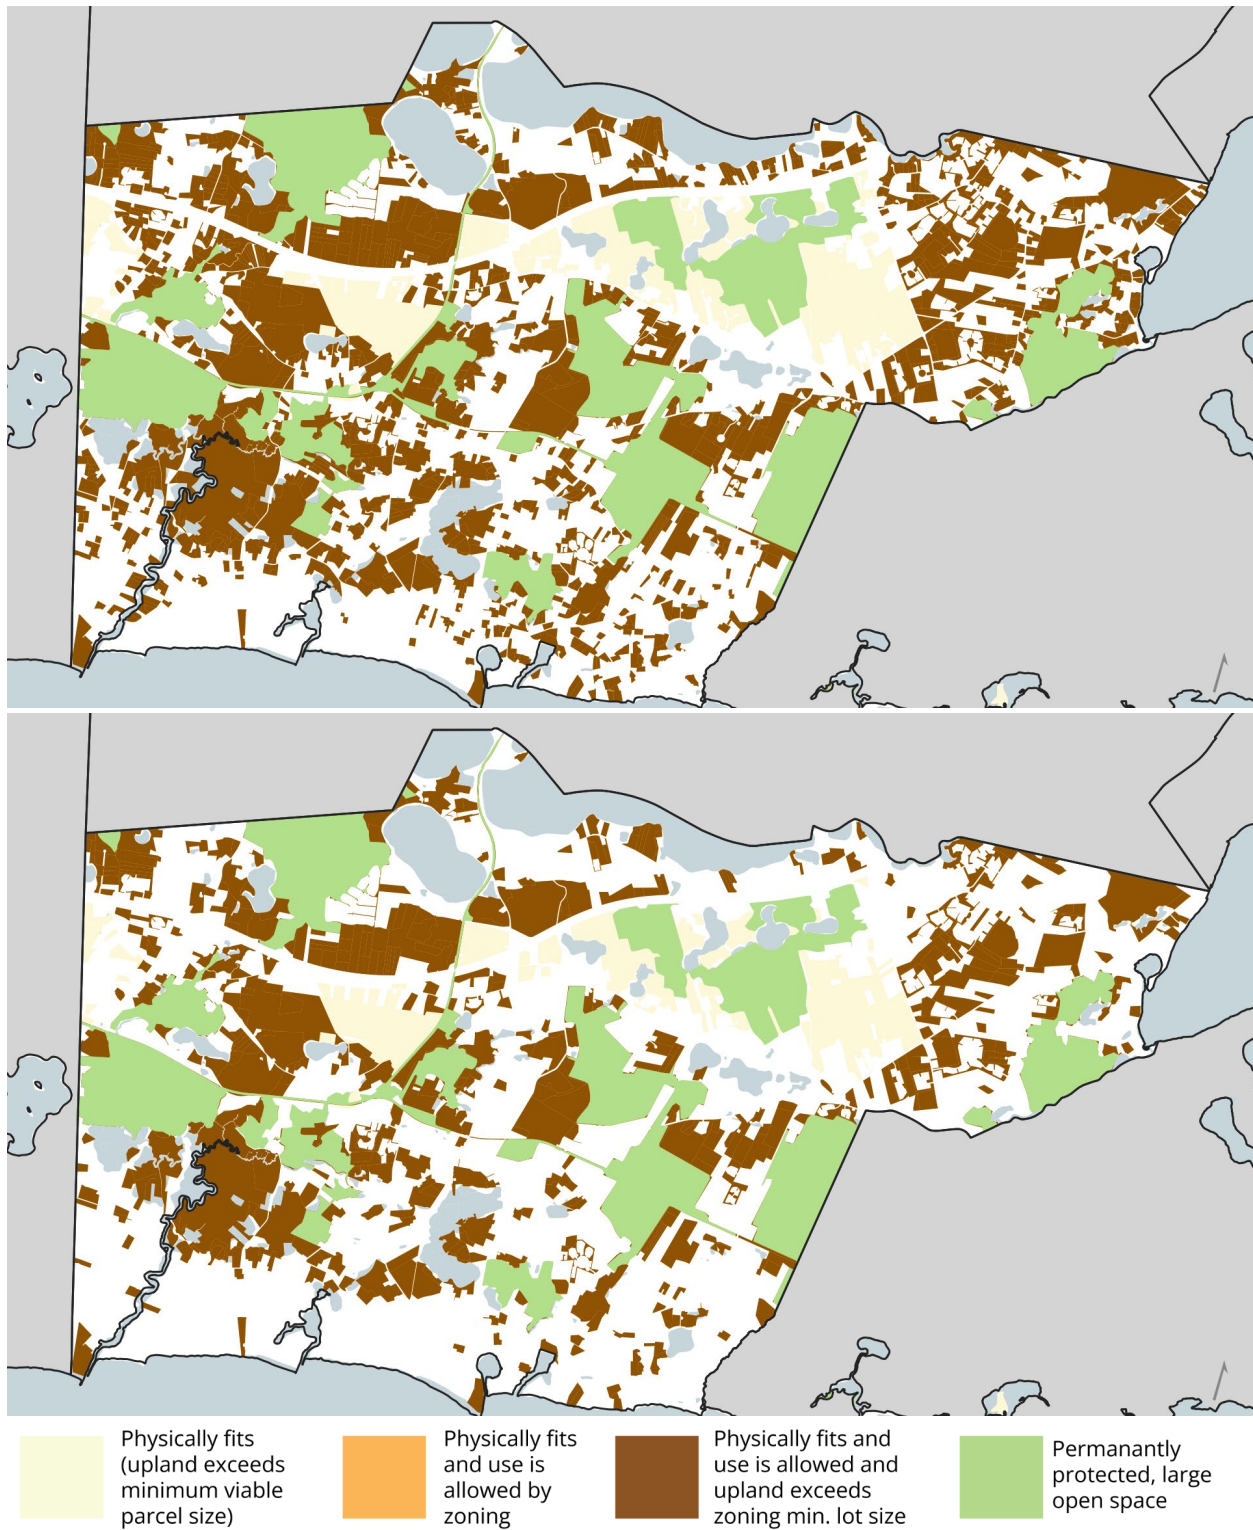 Physically fits
(upland exceeds
minimum viable
parcel size)
Physically fits
and use is
allowed by
zoning
Physically fits and
use is allowed and
upland exceeds
zoning min. lot size
Permanantly
protected, large
open space